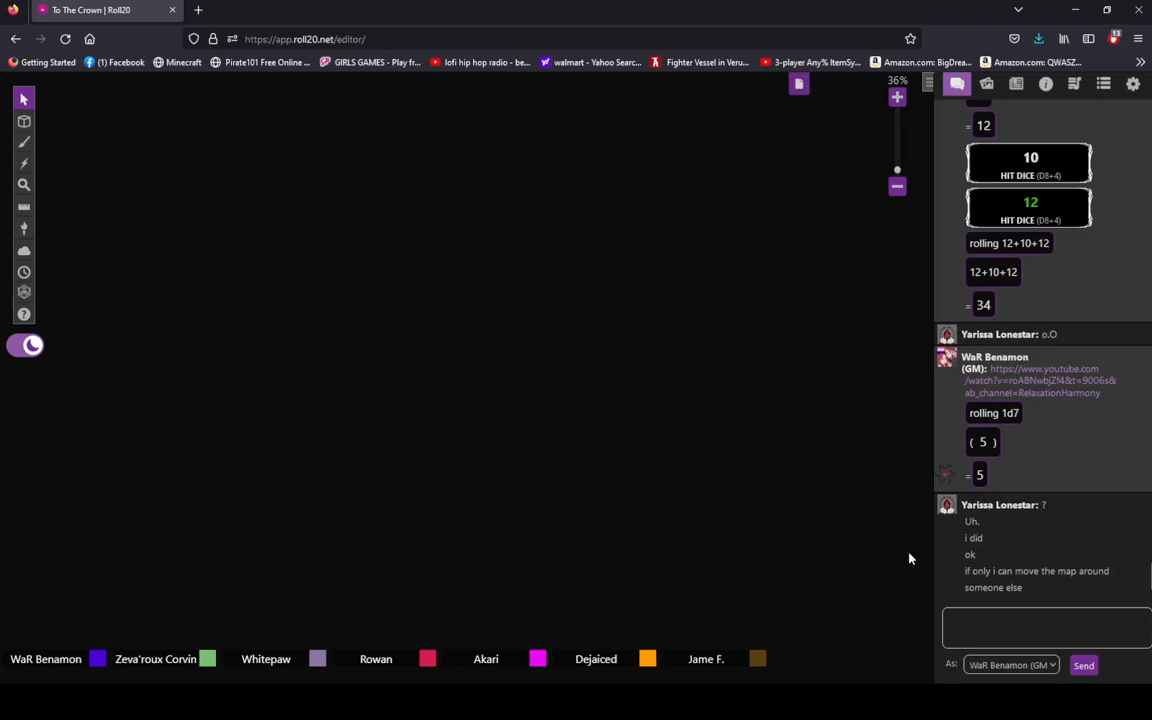 To The Crown | Roll20
https://app.roll20.net/editor/
13
Getting Started
(1) Facebook
Minecraft
Pirate101 Free Online ...
GIRLS GAMES - Play fr...
lofi hip hop radio - be...
walmart - Yahoo Searc...
Fighter Vessel in Veru...
3-player Any% ItemSy...
Amazon.com: BigDrea...
Amazon.com: QWASZ...
36%
= 12
10
HIT DICE (D8+4)
12
HIT DICE (D8+4)
rolling 12+10+12
12+10+12
= 34
Yarissa Lonestar: o.O
WaR Benamon
(GM): https://www.youtube.com
/watch?v=roABNwbjZf4&t=9006s&
ab_channel=RelaxationHarmony
rolling 1d7
( 5 )
= 5
Yarissa Lonestar: ?
Uh.
i did
ok
if only i can move the map around
someone else
WaR Benamon
Zeva'roux Corvin
Whitepaw
Rowan
Akari
Dejaiced
Jame F.
As: WaR Benamon (GM
Send